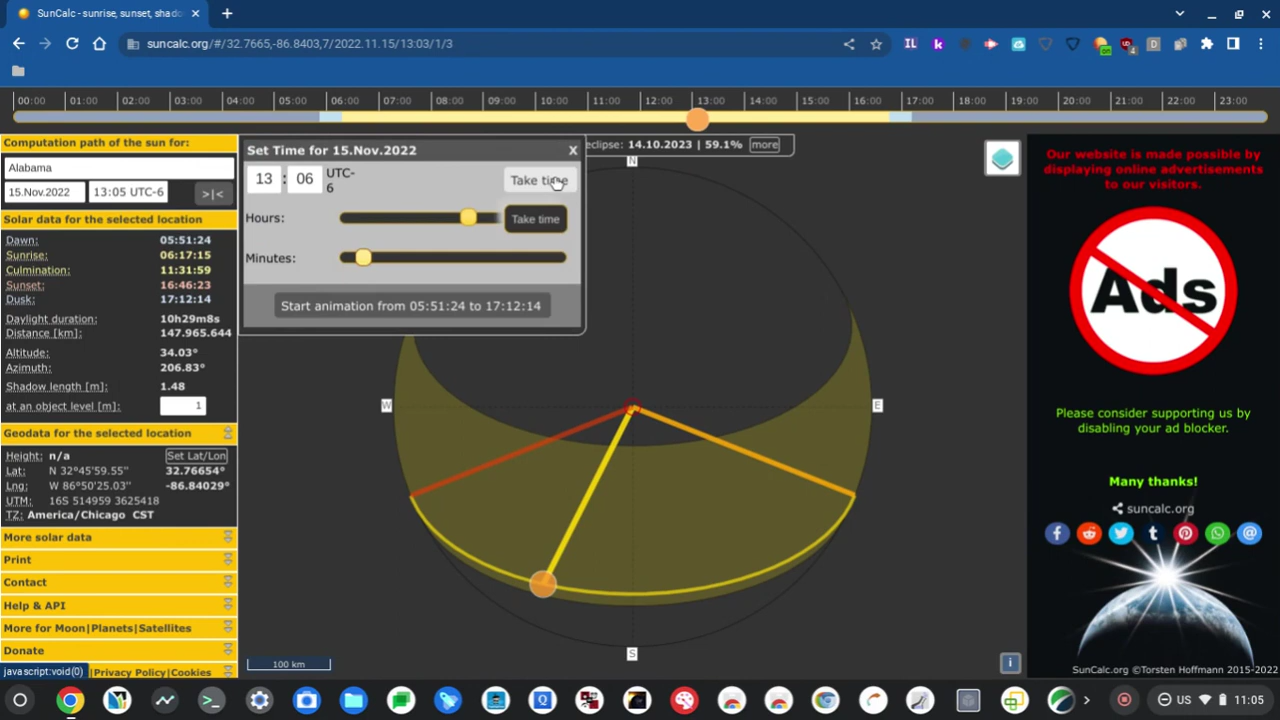 SunCalc - sunrise, sunset, shado
suncalc.org/#/32.7665,-86.8403,7/2022.11.15/13:03/1/3
00:00 01:00 02:00 03:00 04:00 05:00 06:00 07:00 08:00 09:00 10:00 11:00 12:00 13:00 14:00 15:00 16:00 17:00 18:00 19:00 20:00 21:00 22:00 23:00
Computation path of the sun for:
Alabama
15.Nov.2022 13:05 UTC-6 >|<
Solar data for the selected location
Dawn: 05:51:24
Sunrise: 06:17:15
Culmination: 11:31:59
Sunset: 16:46:23
Dusk: 17:12:14
Daylight duration: 10h29m8s
Distance [km]: 147.965.644
Altitude: 34.03°
Azimuth: 206.83°
Shadow length [m]: 1.48
at an object level [m]: 1
Geodata for the selected location
Height: n/a Set Lat/Lon
Lat: N 32°45'59.55" 32.76654°
Lng: W 86°50'25.03" -86.84029°
UTM: 16S 514959 3625418
TZ: America/Chicago CST
More solar data
Print
Contact
Help & API
More for Moon|Planets|Satellites
Donate
javascript:void(0) |Privacy Policy|Cookies
Set Time for 15.Nov.2022 X
13 : 06 UTC-6 Take time
Hours: Take time
Minutes:
Start animation from 05:51:24 to 17:12:14
eclipse: 14.10.2023 | 59.1% more
N
W
E
S
100 km
i
Our website is made possible by
displaying online advertisements
to our visitors.
Ads
Please consider supporting us by
disabling your ad blocker.
Many thanks!
suncalc.org
SunCalc.org ©Torsten Hoffmann 2015-2022
US 11:05